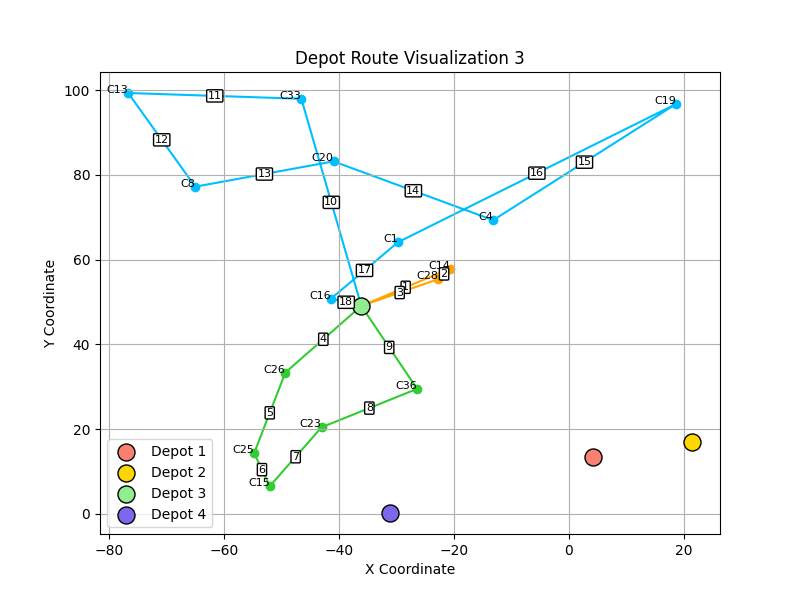 Depot Route Visualization 3
100
80
60
40
20
0
−80
−60
−40
−20
0
20
X Coordinate
Y Coordinate
C13
11
C33
C19
12
C8
13
C20
10
14
16
15
C4
C1
17
C14
C28
2
1
3
C16
18
4
9
C26
C36
5
8
C23
C25
7
6
C15
Depot 1
Depot 2
Depot 3
Depot 4